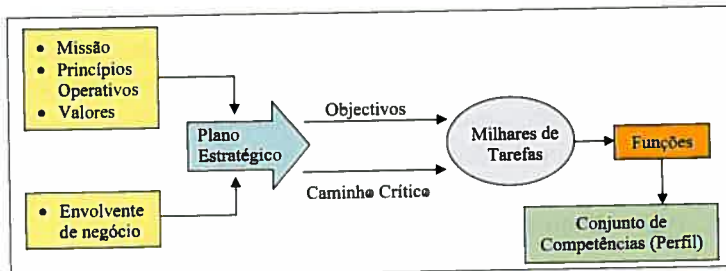 • Missão
• Princípios
Operativos
• Valores
Plano
Estratégico
Objectivos
Caminho Crítico
Milhares de
Tarefas
Funções
• Envolvente
de negócio
Conjunto de
Competências (Perfil)